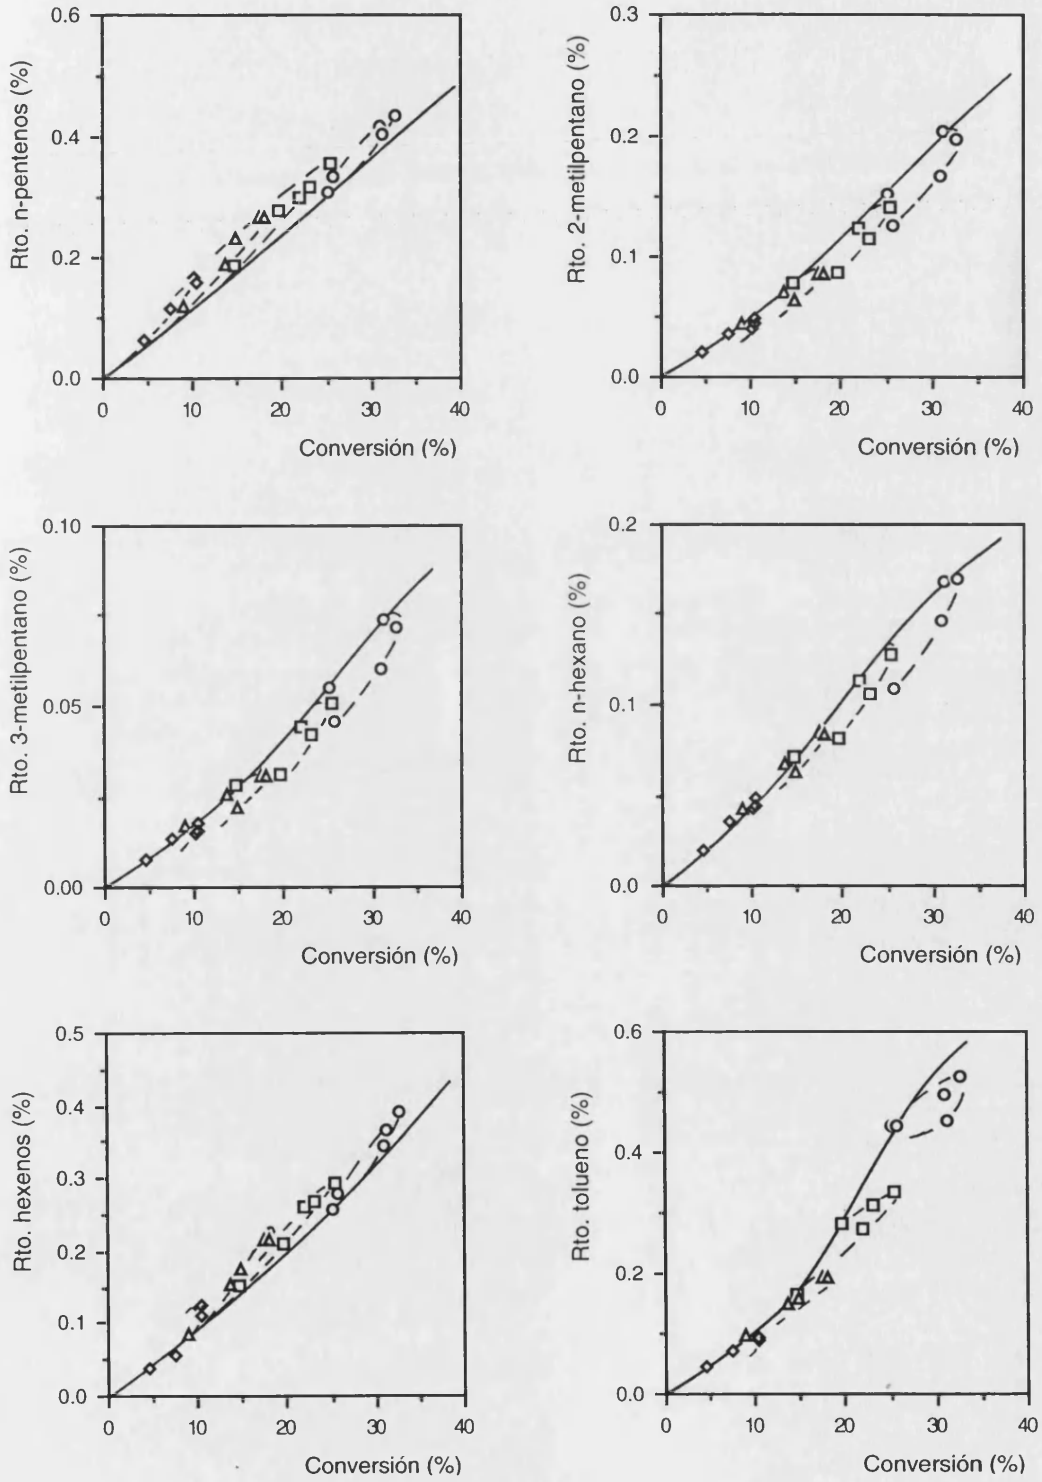 Rto. n-pentenos (%)
0.6
0.4
0.2
0.0
0 10 20 30 40
Conversión (%)
Rto. 2-metilpentano (%)
0.3
0.2
0.1
0.0
0 10 20 30 40
Conversión (%)
Rto. 3-metilpentano (%)
0.10
0.05
0.00
0 10 20 30 40
Conversión (%)
Rto. n-hexano (%)
0.2
0.1
0.0
0 10 20 30 40
Conversión (%)
Rto. hexenos (%)
0.5
0.4
0.3
0.2
0.1
0.0
0 10 20 30 40
Conversión (%)
Rto. tolueno (%)
0.6
0.4
0.2
0.0
0 10 20 30 40
Conversión (%)